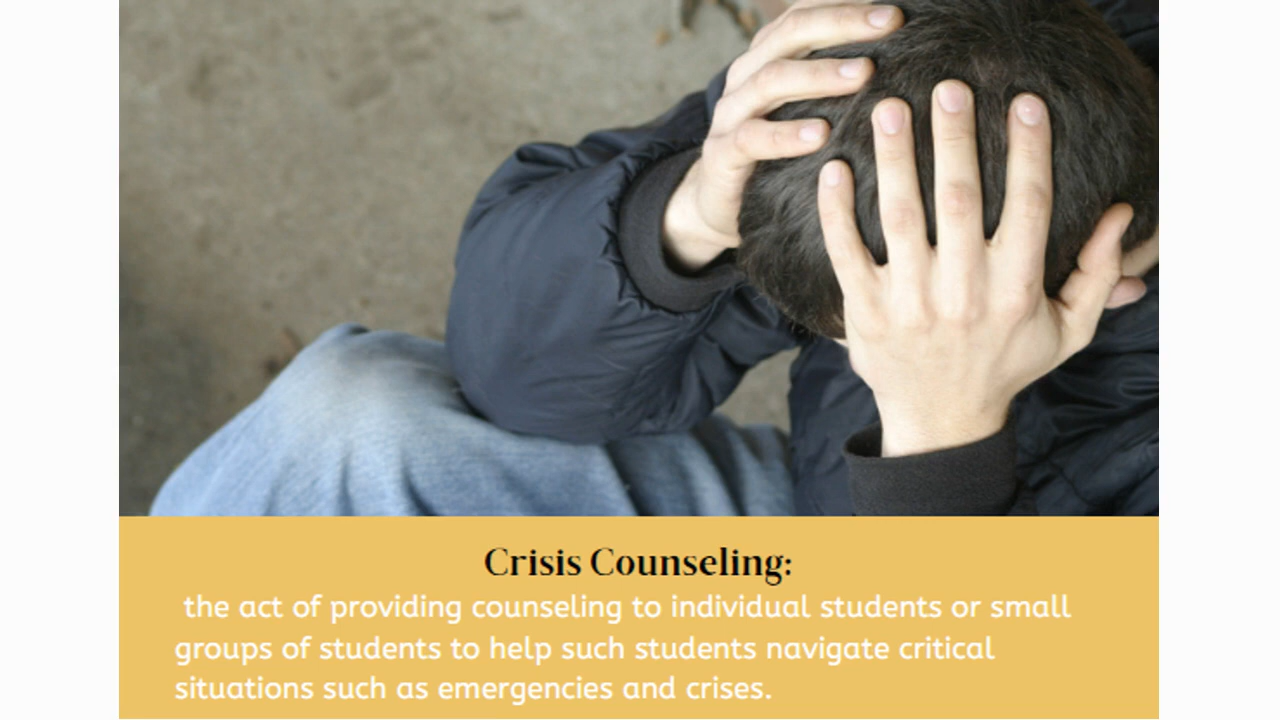 Crisis Counseling:
the act of providing counseling to individual students or small
groups of students to help such students navigate critical
situations such as emergencies and crises.